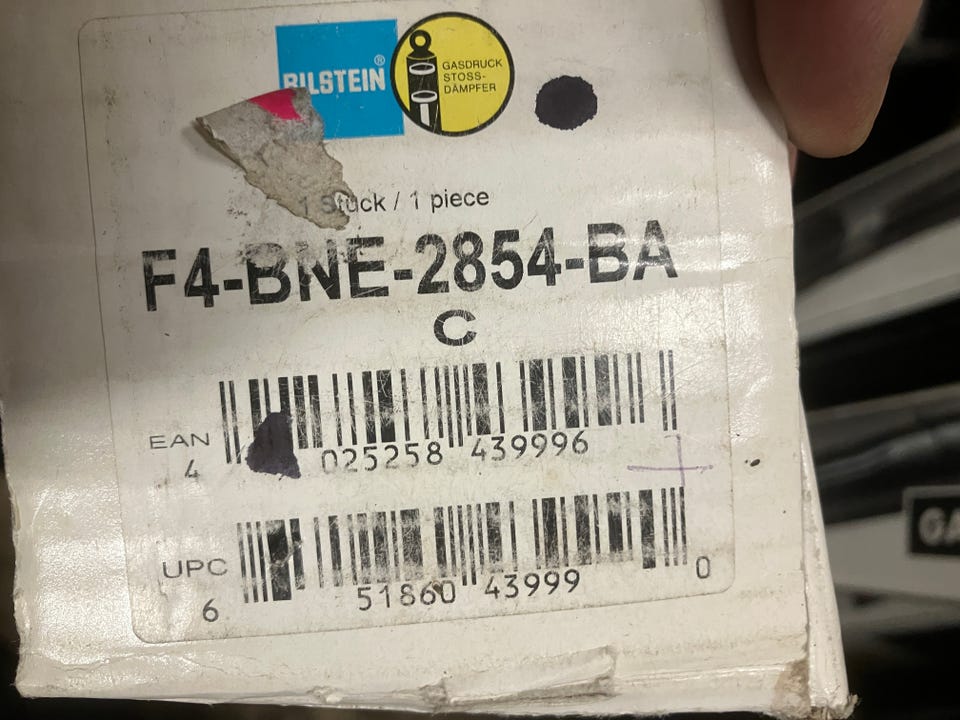 BILSTEIN®
GASDRUCK
STOSS-
DÄMPFER
1 Stück / 1 piece
F4-BNE-2854-BA
C
EAN
4 025258 439996
UPC
6 51860 43999 0
GA